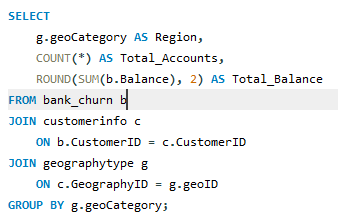 SELECT
    g.geoCategory AS Region,
    COUNT(*) AS Total_Accounts,
    ROUND(SUM(b.Balance), 2) AS Total_Balance
FROM bank_churn b
JOIN customerinfo c
    ON b.CustomerID = c.CustomerID
JOIN geographytype g
    ON c.GeographyID = g.geoID
GROUP BY g.geoCategory;